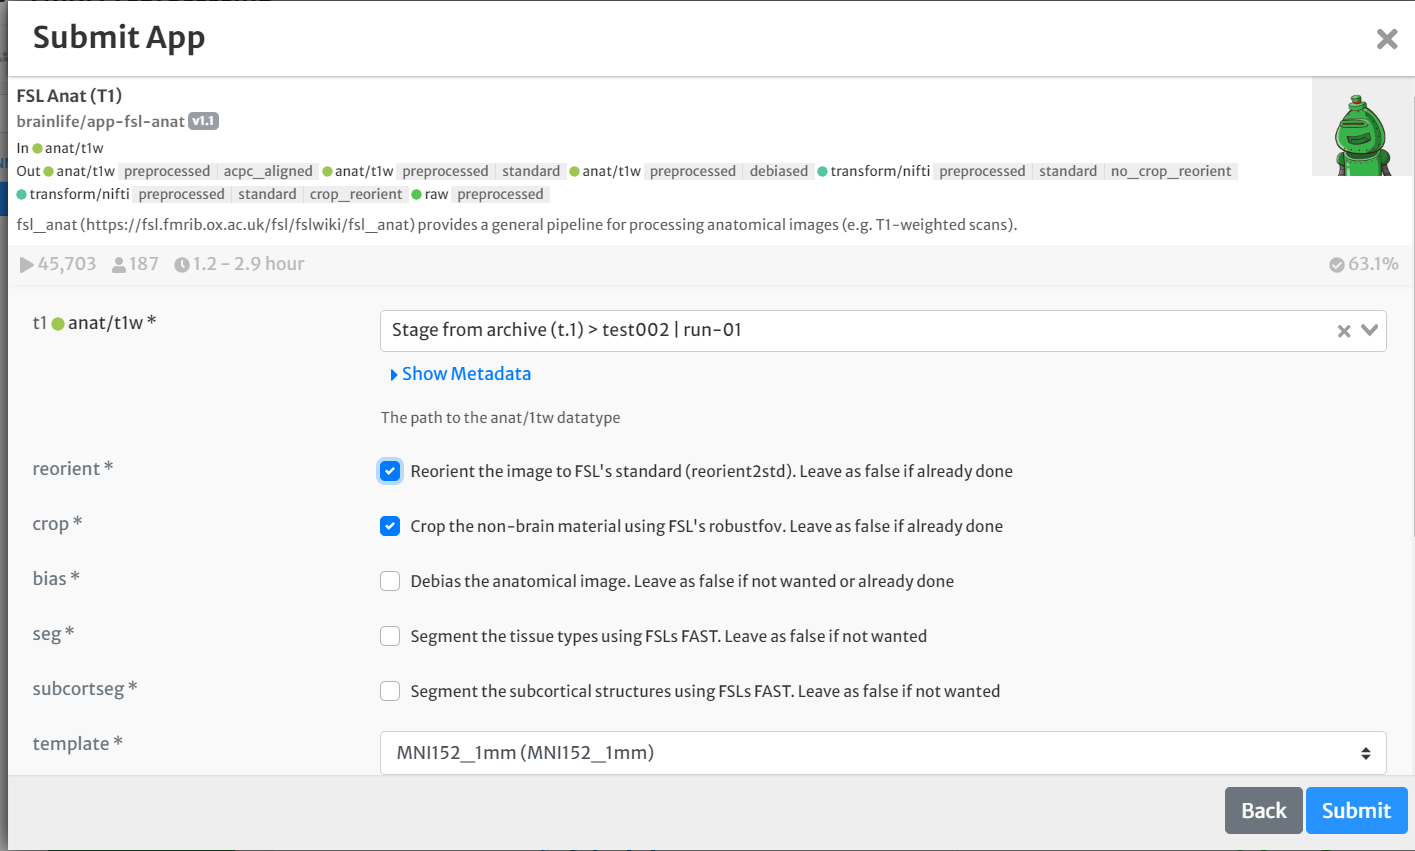 Submit App
FSL Anat (T1)
brainlife/app-fsl-anat v1.1
In anat/t1w
Out anat/t1w preprocessed acpc_aligned anat/t1w preprocessed standard anat/t1w preprocessed debiased transform/nifti preprocessed standard no_crop_reorient
transform/nifti preprocessed standard crop_reorient raw preprocessed
fsl_anat (https://fsl.fmrib.ox.ac.uk/fsl/fslwiki/fsl_anat) provides a general pipeline for processing anatomical images (e.g. T1-weighted scans).
45,703 187 1.2 - 2.9 hour 63.1%
t1 anat/t1w * Stage from archive (t.1) > test002 | run-01
Show Metadata
The path to the anat/1tw datatype
reorient * Reorient the image to FSL's standard (reorient2std). Leave as false if already done
crop * Crop the non-brain material using FSL's robustfov. Leave as false if already done
bias * Debias the anatomical image. Leave as false if not wanted or already done
seg * Segment the tissue types using FSLs FAST. Leave as false if not wanted
subcortseg * Segment the subcortical structures using FSLs FAST. Leave as false if not wanted
template * MNI152_1mm (MNI152_1mm)
Back Submit